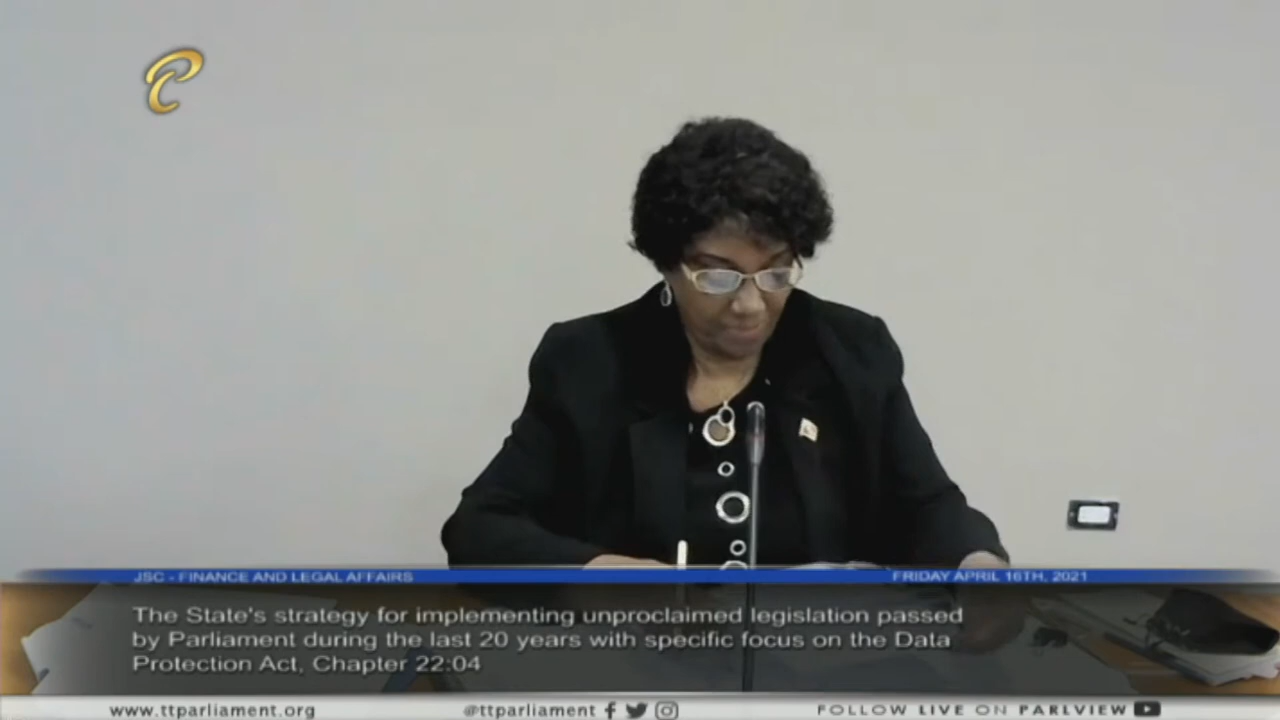 JSC - FINANCE AND LEGAL AFFAIRS
FRIDAY APRIL 16TH, 2021
The State's strategy for implementing unproclaimed legislation passed
by Parliament during the last 20 years with specific focus on the Data
Protection Act, Chapter 22:04
www.ttparliament.org
@ttparliament
FOLLOW LIVE ON PARLVIEW